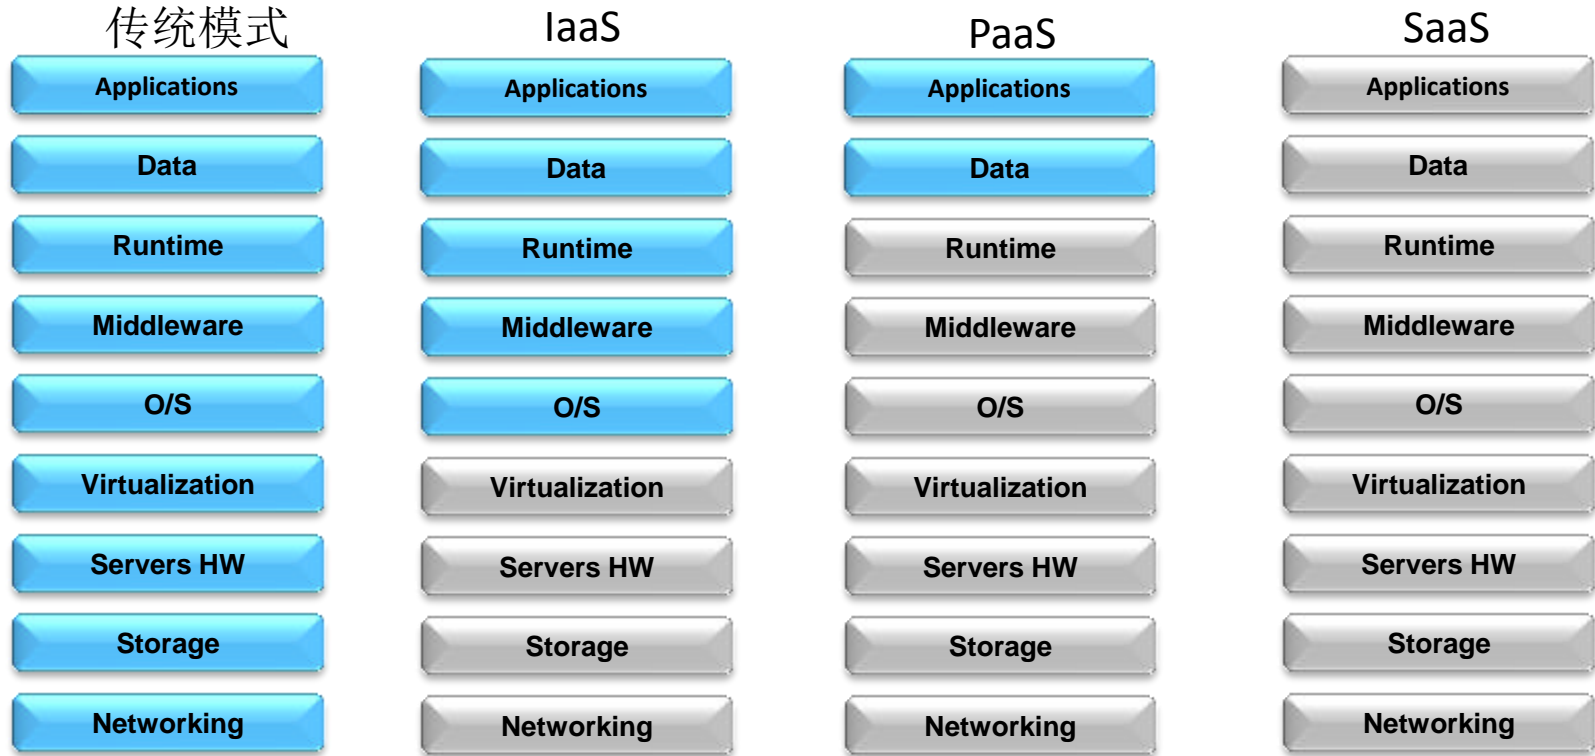 传统模式
Applications
Data
Runtime
Middleware
O/S
Virtualization
Servers HW
Storage
Networking
IaaS
Applications
Data
Runtime
Middleware
O/S
Virtualization
Servers HW
Storage
Networking
PaaS
Applications
Data
Runtime
Middleware
O/S
Virtualization
Servers HW
Storage
Networking
SaaS
Applications
Data
Runtime
Middleware
O/S
Virtualization
Servers HW
Storage
Networking